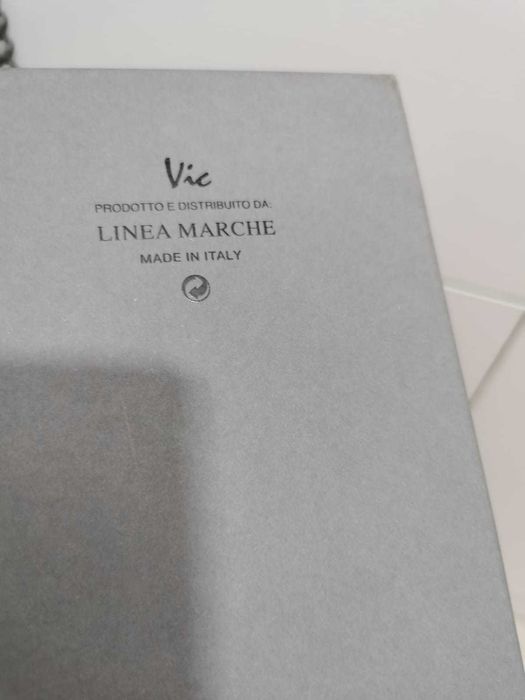 Vic
PRODOTTO E DISTRIBUITO DA:
LINEA MARCHE
MADE IN ITALY